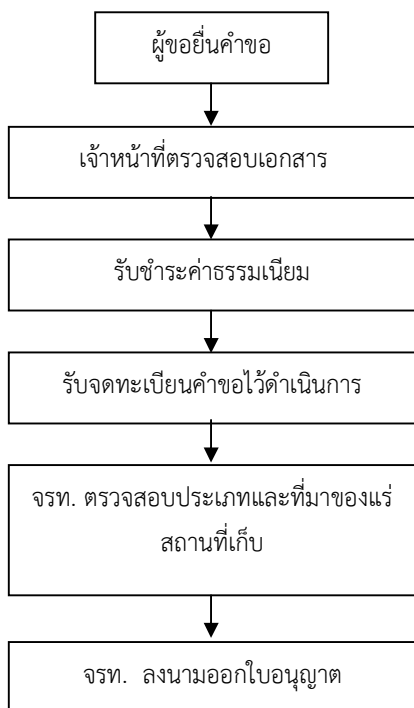 ผู้ขอยื่นคำขอ
เจ้าหน้าที่ตรวจสอบเอกสาร
รับชำระค่าธรรมเนียม
รับจดทะเบียนคำขอไว้ดำเนินการ
จรท. ตรวจสอบประเภทและที่มาของแร่
สถานที่เก็บ
จรท. ลงนามออกใบอนุญาต